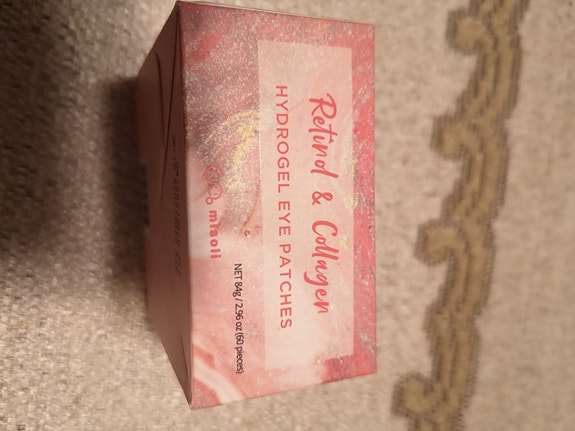 Retinol & Collagen
HYDROGEL EYE PATCHES
misoli
NET 84g / 2.96 oz (60 pieces)